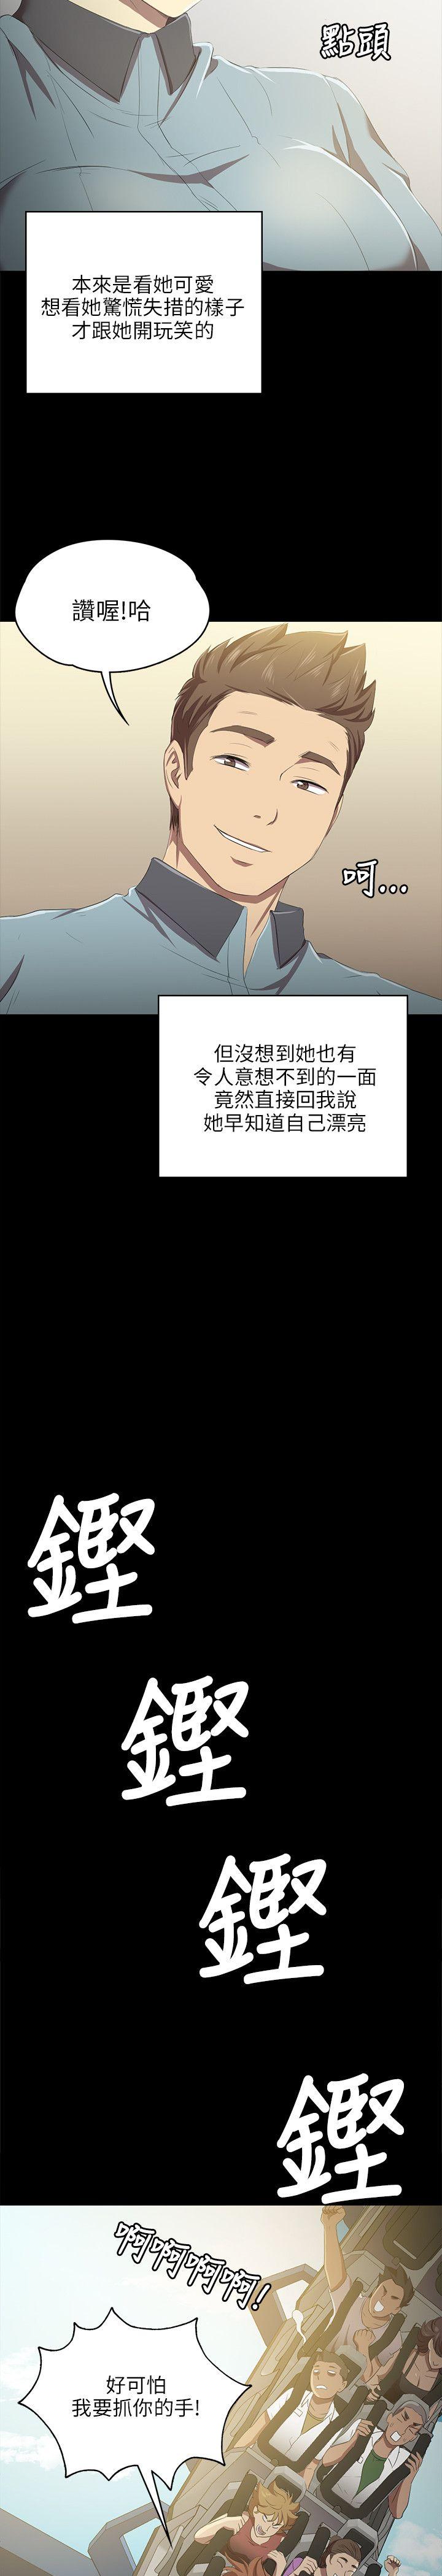 點頭
本來是看她可愛
想看她驚慌失措的樣子
才跟她開玩笑的
讚喔!哈
呵...
但沒想到她也有
令人意想不到的一面
竟然直接回我說
她早知道自己漂亮
鏗
鏗
鏗
鏗
啊啊啊啊!
好可怕
我要抓你的手!